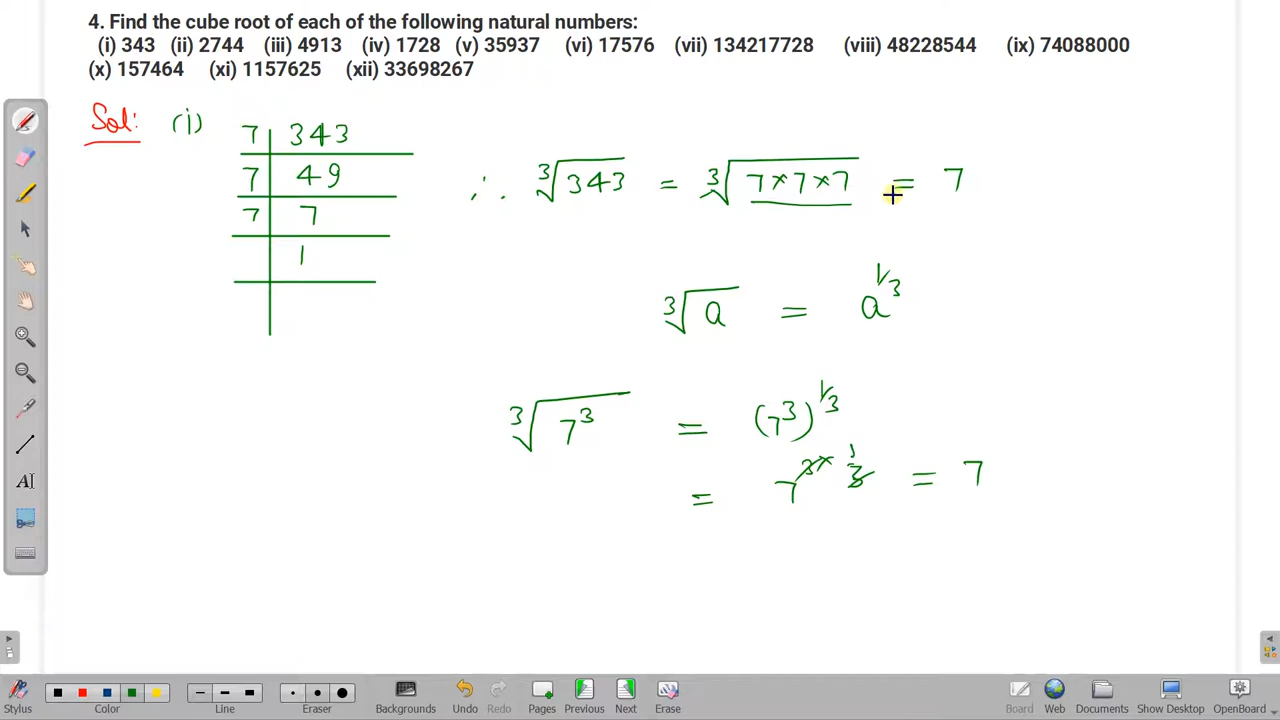 4. Find the cube root of each of the following natural numbers:
(i) 343 (ii) 2744 (iii) 4913 (iv) 1728 (v) 35937 (vi) 17576 (vii) 134217728 (viii) 48228544 (ix) 74088000
(x) 157464 (xi) 1157625 (xii) 33698267
Sol: (i)
7 | 343
7 | 49
7 | 7
1
∴ ∛343 = ∛7×7×7 = 7
∛a = a^1/3
∛7³ = (7³)^1/3
= 7^3×1/3 = 7
Stylus Color Line Eraser Backgrounds Undo Redo Pages Previous Next Erase Board Web Documents Show Desktop OpenBoard